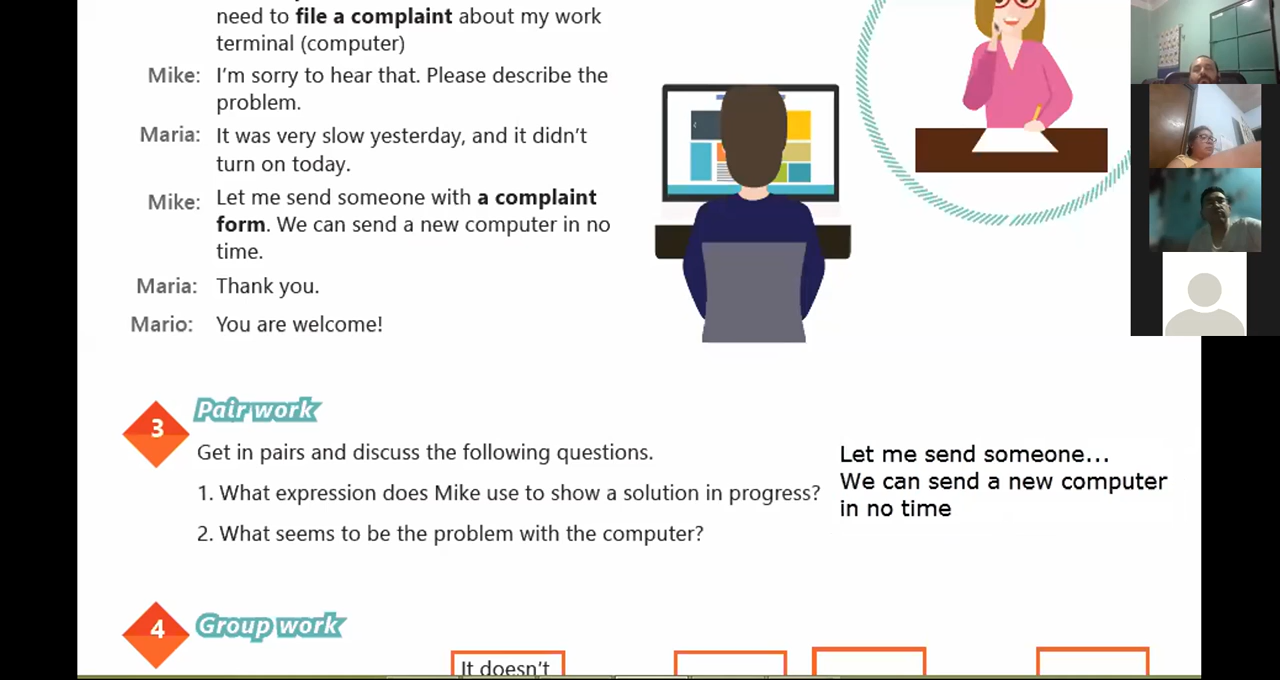 need to file a complaint about my work
terminal (computer)
Mike: I'm sorry to hear that. Please describe the
problem.
Maria: It was very slow yesterday, and it didn't
turn on today.
Mike: Let me send someone with a complaint
form. We can send a new computer in no
time.
Maria: Thank you.
Mario: You are welcome!
3 Pair work
Get in pairs and discuss the following questions.
1. What expression does Mike use to show a solution in progress?
2. What seems to be the problem with the computer?
Let me send someone...
We can send a new computer
in no time
4 Group work
It doesn't